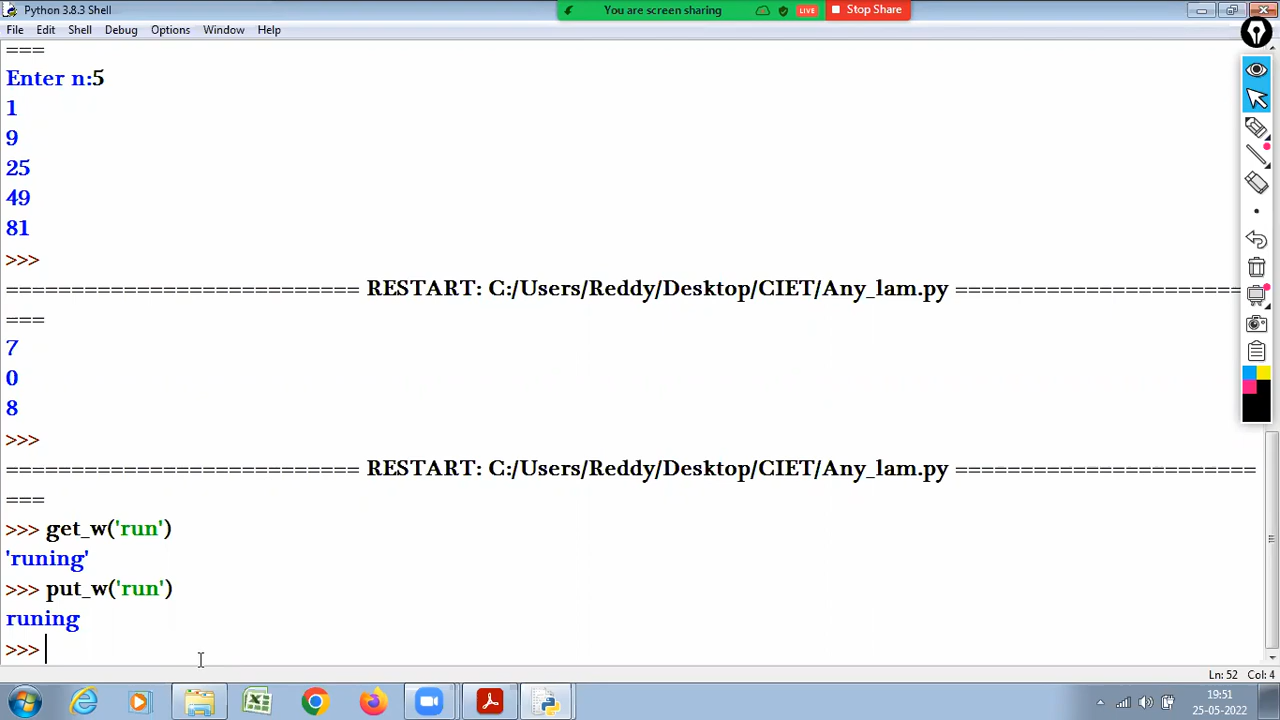 Python 3.8.3 Shell
You are screen sharing LIVE Stop Share
File Edit Shell Debug Options Window Help
===
Enter n:5
1
9
25
49
81
>>>
=========================== RESTART: C:/Users/Reddy/Desktop/CIET/Any_lam.py ======================
===
7
0
8
>>>
=========================== RESTART: C:/Users/Reddy/Desktop/CIET/Any_lam.py =======================
===
>>> get_w('run')
'runing'
>>> put_w('run')
runing
>>>
Ln: 52 Col: 4
19:51
25-05-2022